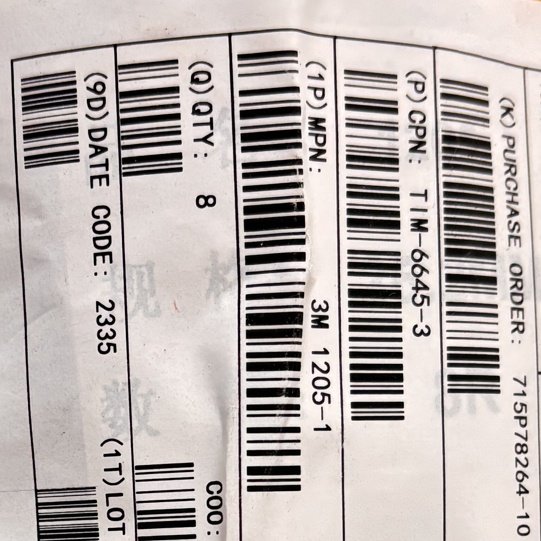 (K) PURCHASE ORDER: 715P78264-10
(P) CPN: TIM-6645-3
(1P) MPN: 3M 1205-1
(Q) QTY: 8 COO:
(9D) DATE CODE: 2335 (1T) LOT